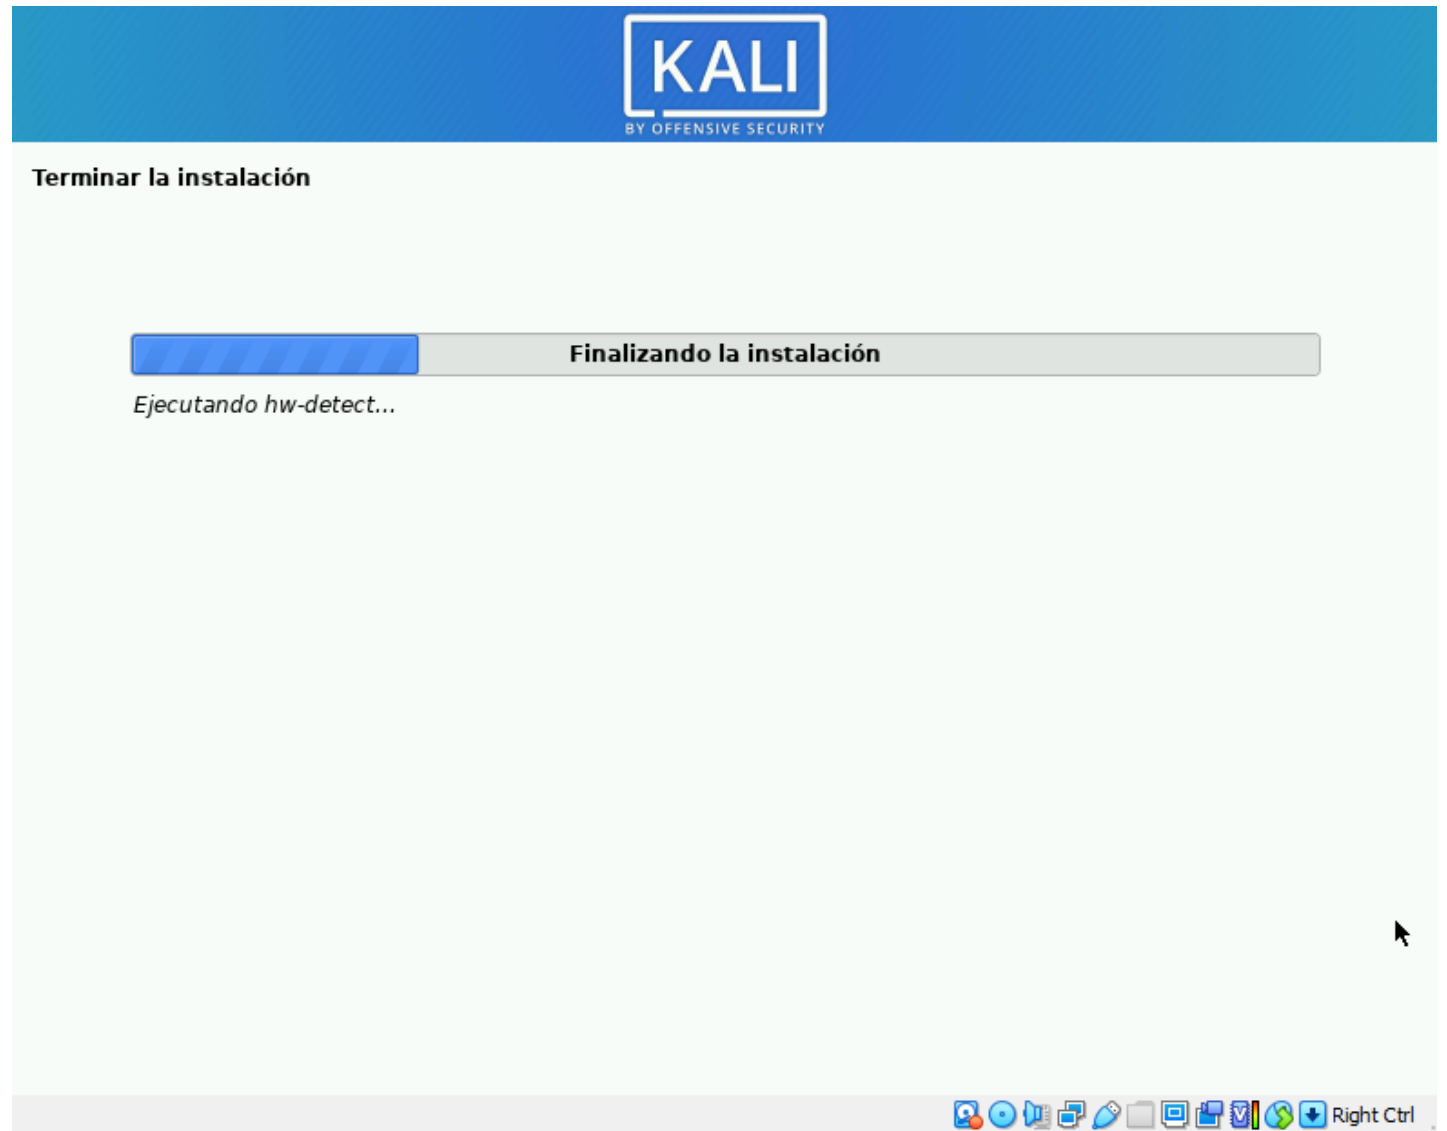 KALI
BY OFFENSIVE SECURITY
Terminar la instalación
Finalizando la instalación
Ejecutando hw-detect...
Right Ctrl